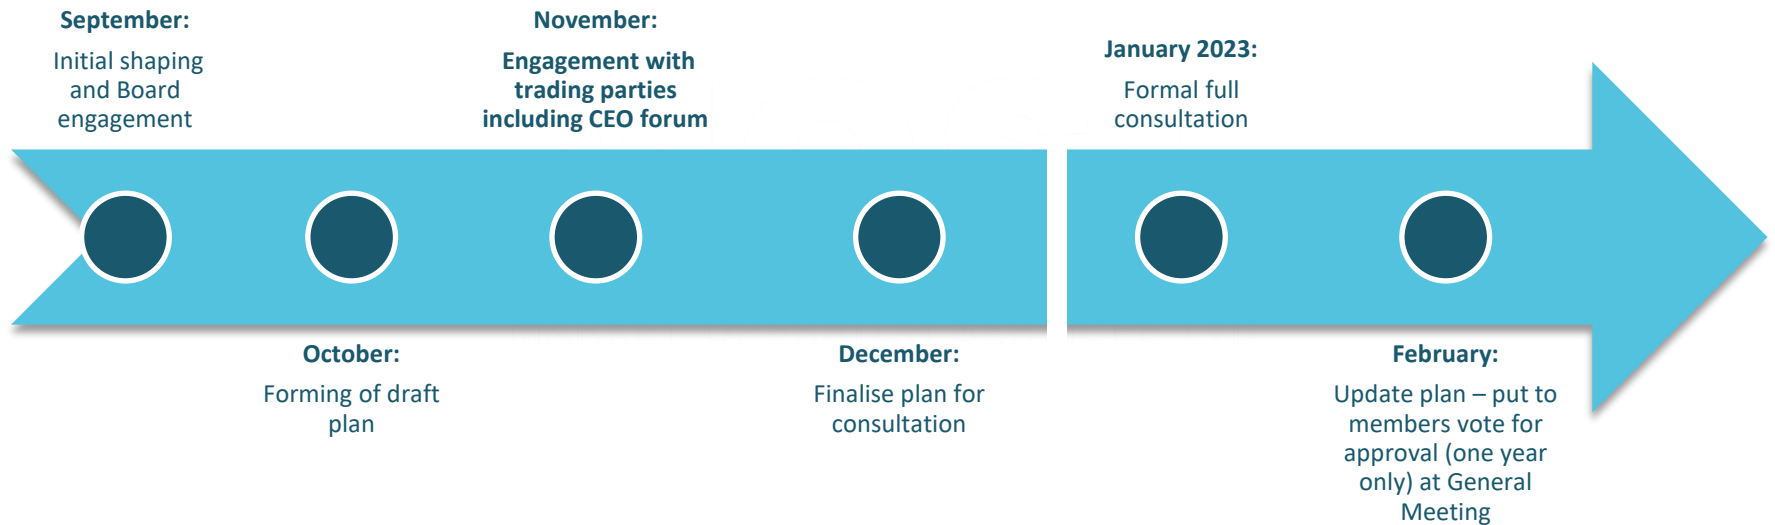 September:
Initial shaping
and Board
engagement
November:
Engagement with
trading parties
including CEO forum
January 2023:
Formal full
consultation
October:
Forming of draft
plan
December:
Finalise plan for
consultation
February:
Update plan – put to
members vote for
approval (one year
only) at General
Meeting